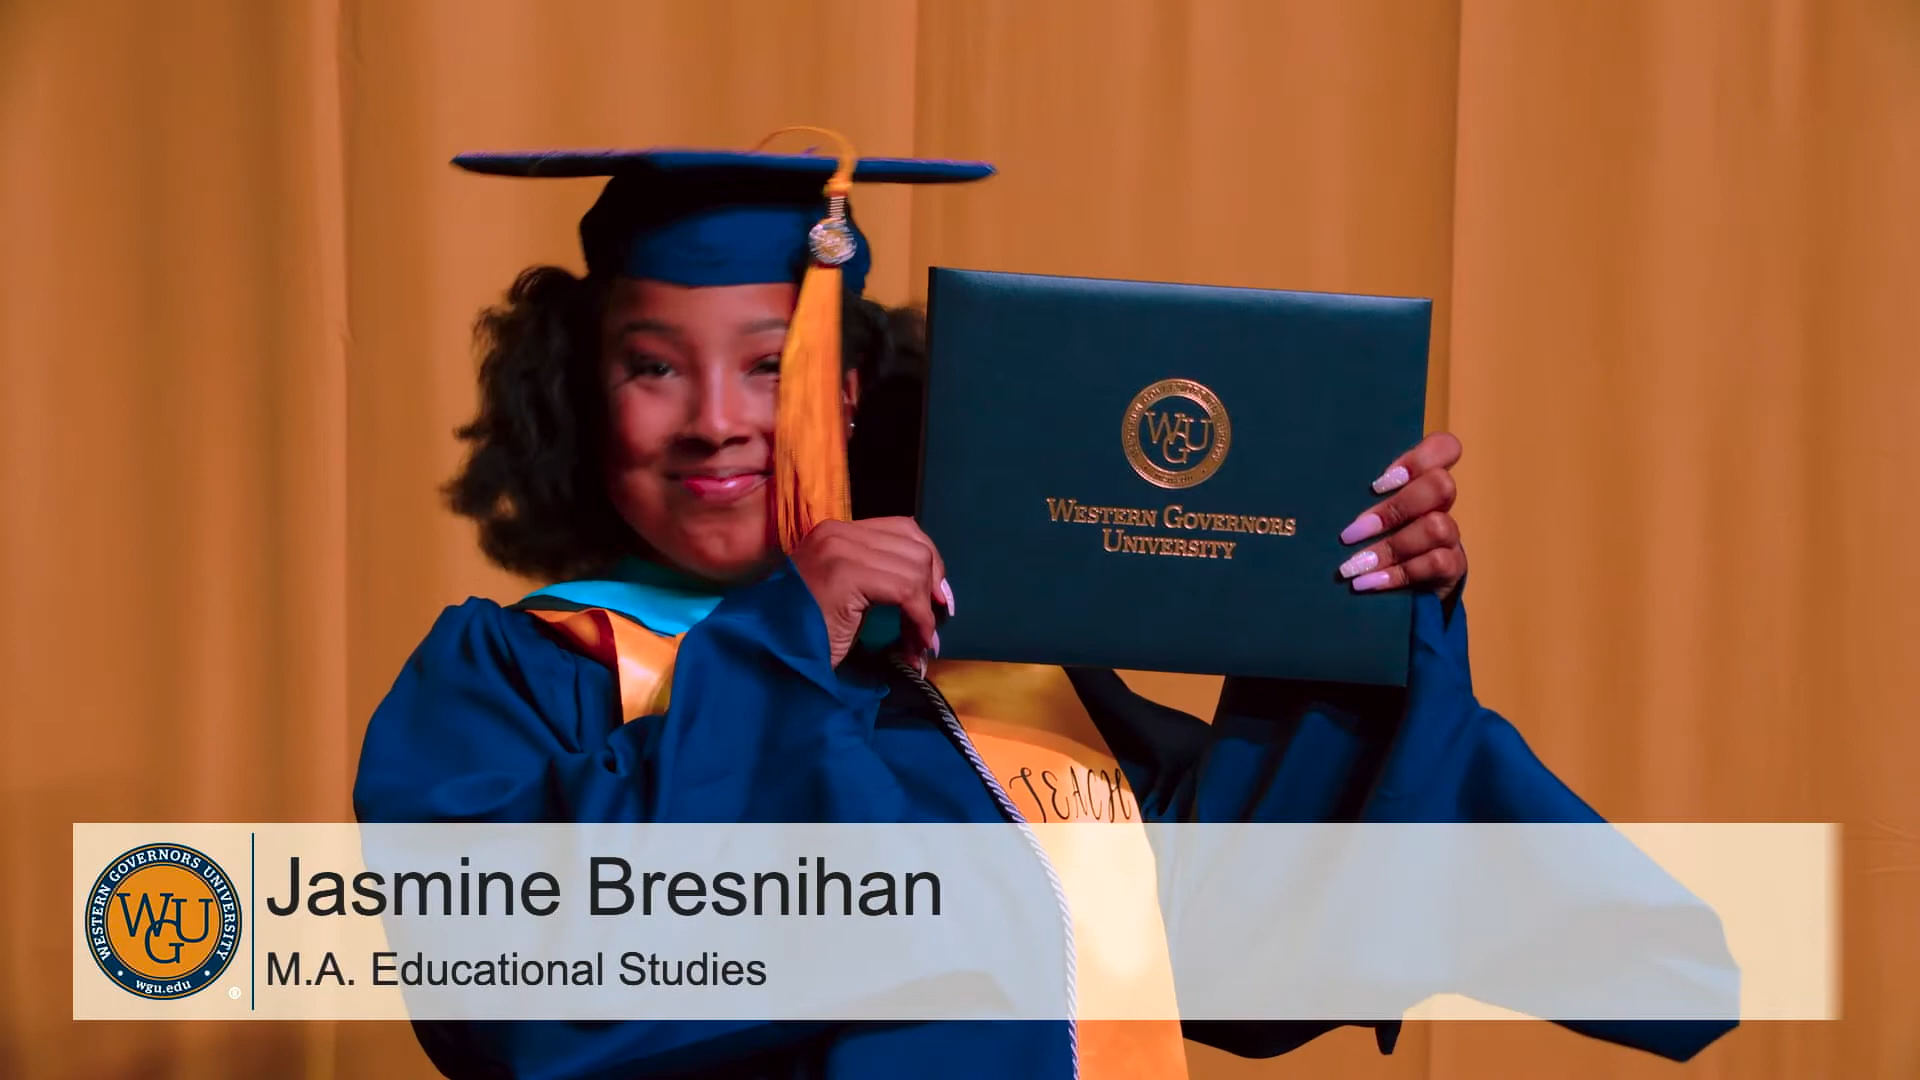 WGU
WESTERN GOVERNORS
UNIVERSITY
TEACH
WESTERN GOVERNORS UNIVERSITY
WGU
wgu.edu
®
Jasmine Bresnihan
M.A. Educational Studies